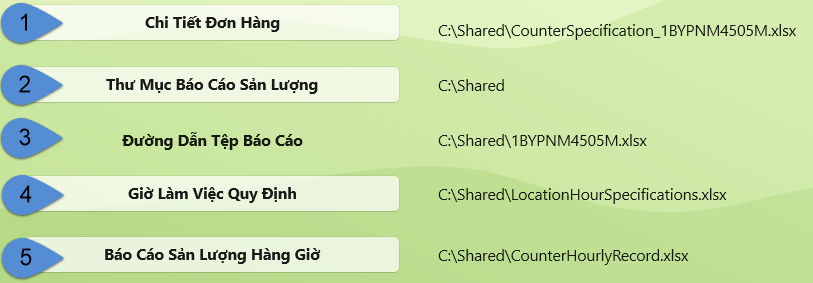 1 Chi Tiết Đơn Hàng C:\Shared\CounterSpecification_1BYPNM4505M.xlsx
2 Thư Mục Báo Cáo Sản Lượng C:\Shared
3 Đường Dẫn Tệp Báo Cáo C:\Shared\1BYPNM4505M.xlsx
4 Giờ Làm Việc Quy Định C:\Shared\LocationHourSpecifications.xlsx
5 Báo Cáo Sản Lượng Hàng Giờ C:\Shared\CounterHourlyRecord.xlsx